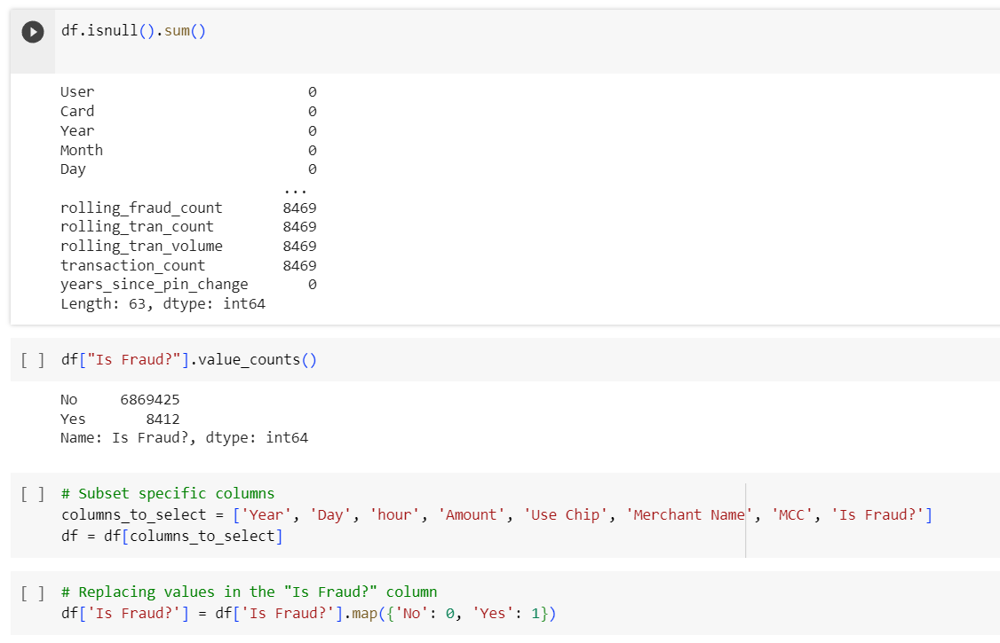 df.isnull().sum()
User 0
Card 0
Year 0
Month 0
Day 0
...
rolling_fraud_count 8469
rolling_tran_count 8469
rolling_tran_volume 8469
transaction_count 8469
years_since_pin_change 0
Length: 63, dtype: int64
[ ] df["Is Fraud?"].value_counts()
No 6869425
Yes 8412
Name: Is Fraud?, dtype: int64
[ ] # Subset specific columns
columns_to_select = ['Year', 'Day', 'hour', 'Amount', 'Use Chip', 'Merchant Name', 'MCC', 'Is Fraud?']
df = df[columns_to_select]
[ ] # Replacing values in the "Is Fraud?" column
df['Is Fraud?'] = df['Is Fraud?'].map({'No': 0, 'Yes': 1})